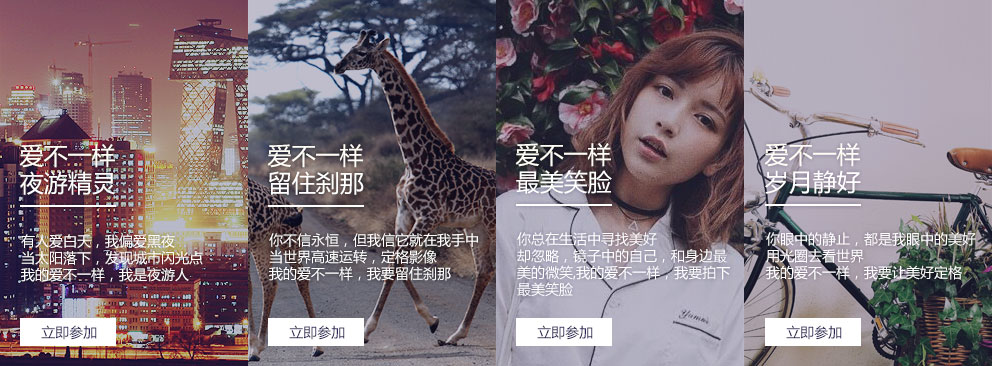 爱不一样
夜游精灵
有人爱白天，我偏爱黑夜
当太阳落下，发现城市闪光点
我的爱不一样，我是夜游人
立即参加
爱不一样
留住刹那
你不信永恒，但我信它就在我手中
当世界高速运转，定格影像
我的爱不一样，我要留住刹那
立即参加
爱不一样
最美笑脸
你总在生活中寻找美好
却忽略，镜子中的自己，和身边最
美的微笑,我的爱不一样，我要拍下
最美笑脸
Yammi
立即参加
爱不一样
岁月静好
你眼中的静止，都是我眼中的美好
用光圈去看世界
我的爱不一样，我要让美好定格
立即参加